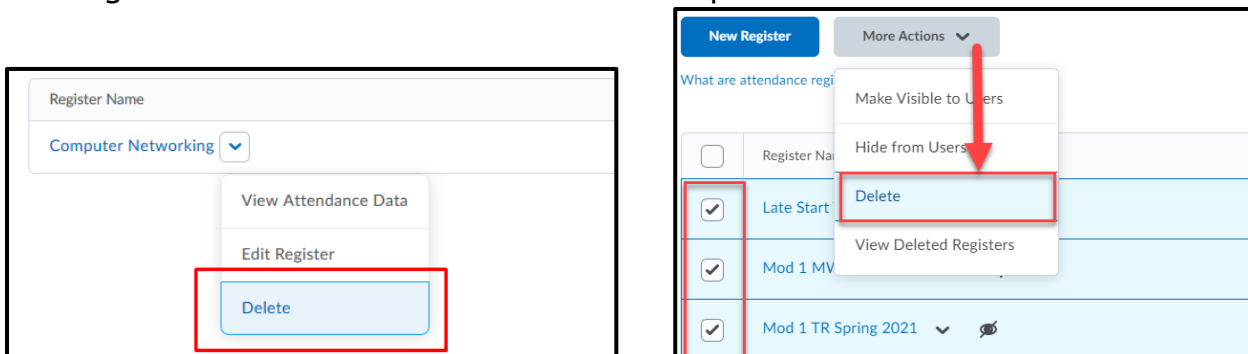 Register Name
Computer Networking
View Attendance Data
Edit Register
Delete
New Register More Actions
What are attendance regi
Make Visible to Users
Hide from Users
Register Na
Delete
Late Start
View Deleted Registers
Mod 1 MW
Mod 1 TR Spring 2021